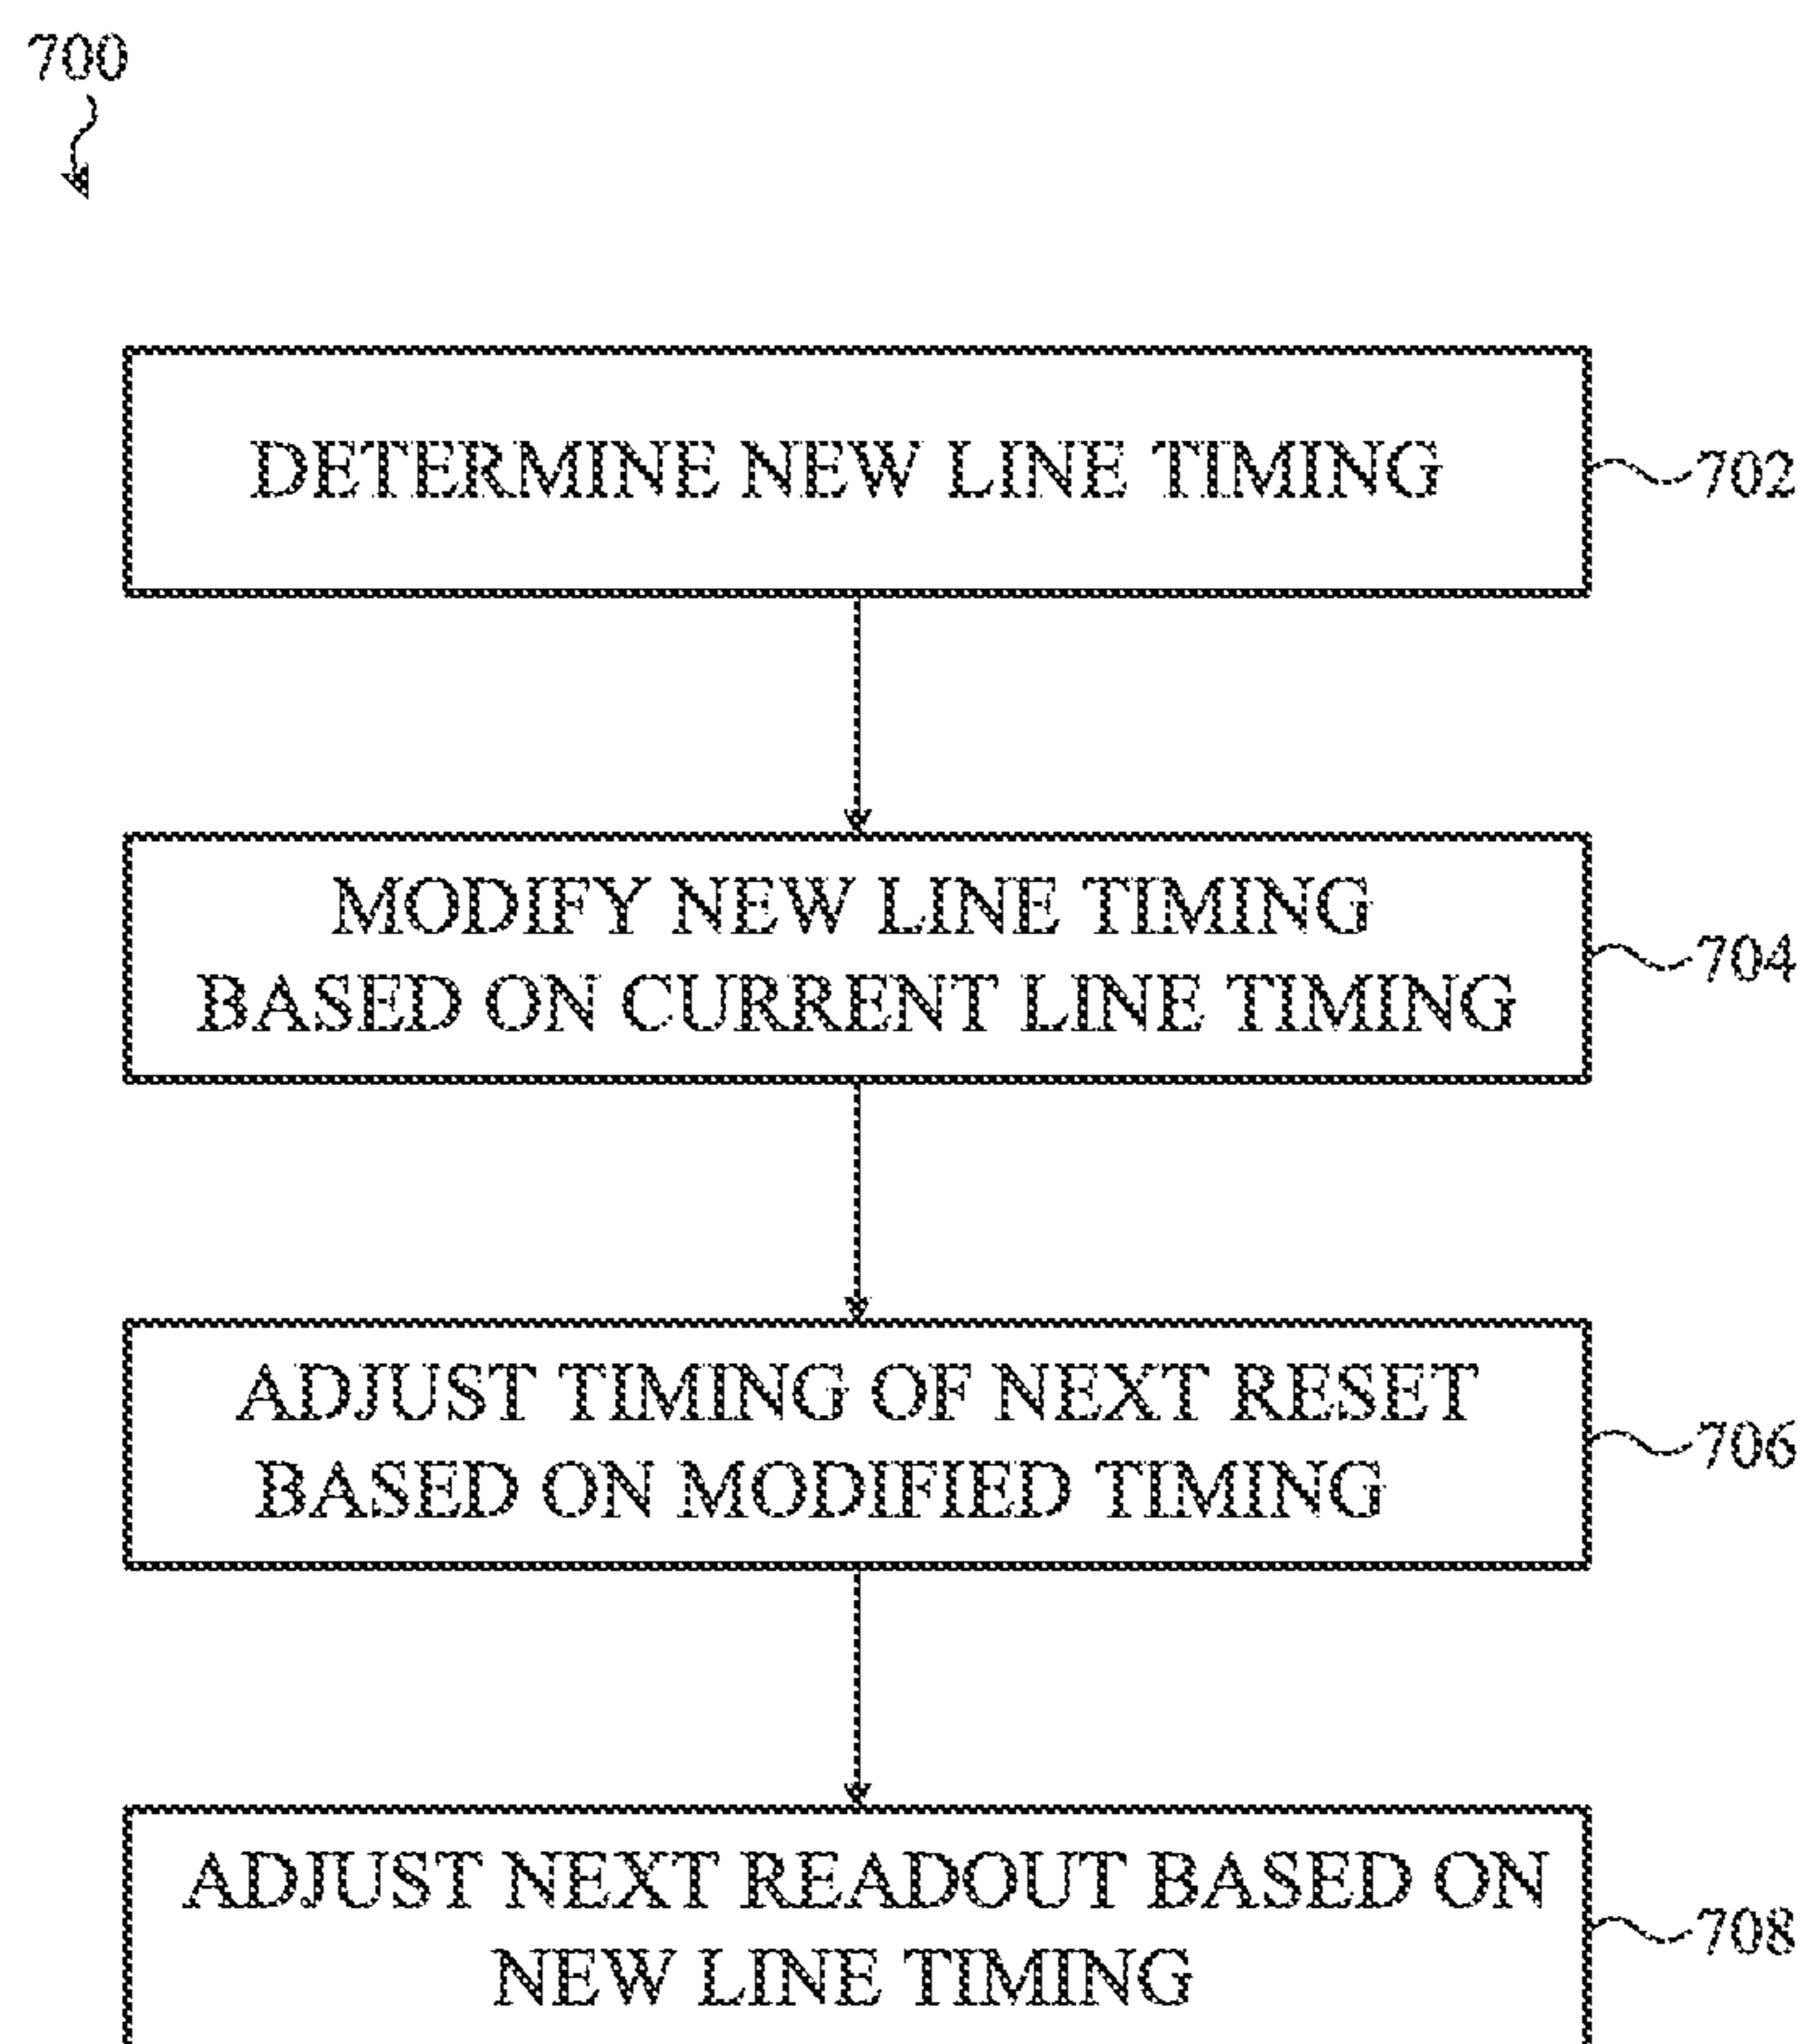 700
DETERMINE NEW LINE TIMING
702
MODIFY NEW LINE TIMING
BASED ON CURRENT LINE TIMING
704
ADJUST TIMING OF NEXT RESET
BASED ON MODIFIED TIMING
706
ADJUST NEXT READOUT BASED ON
NEW LINE TIMING
708